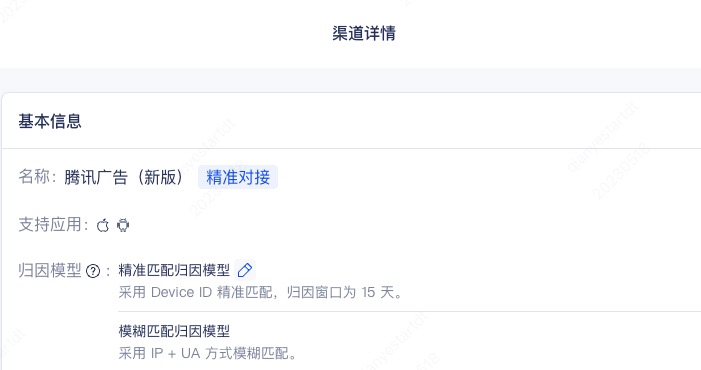 渠道详情
基本信息
名称：腾讯广告（新版） 精准对接
支持应用：
归因模型 ? ：精准匹配归因模型
采用 Device ID 精准匹配，归因窗口为 15 天。
模糊匹配归因模型
采用 IP + UA 方式模糊匹配。